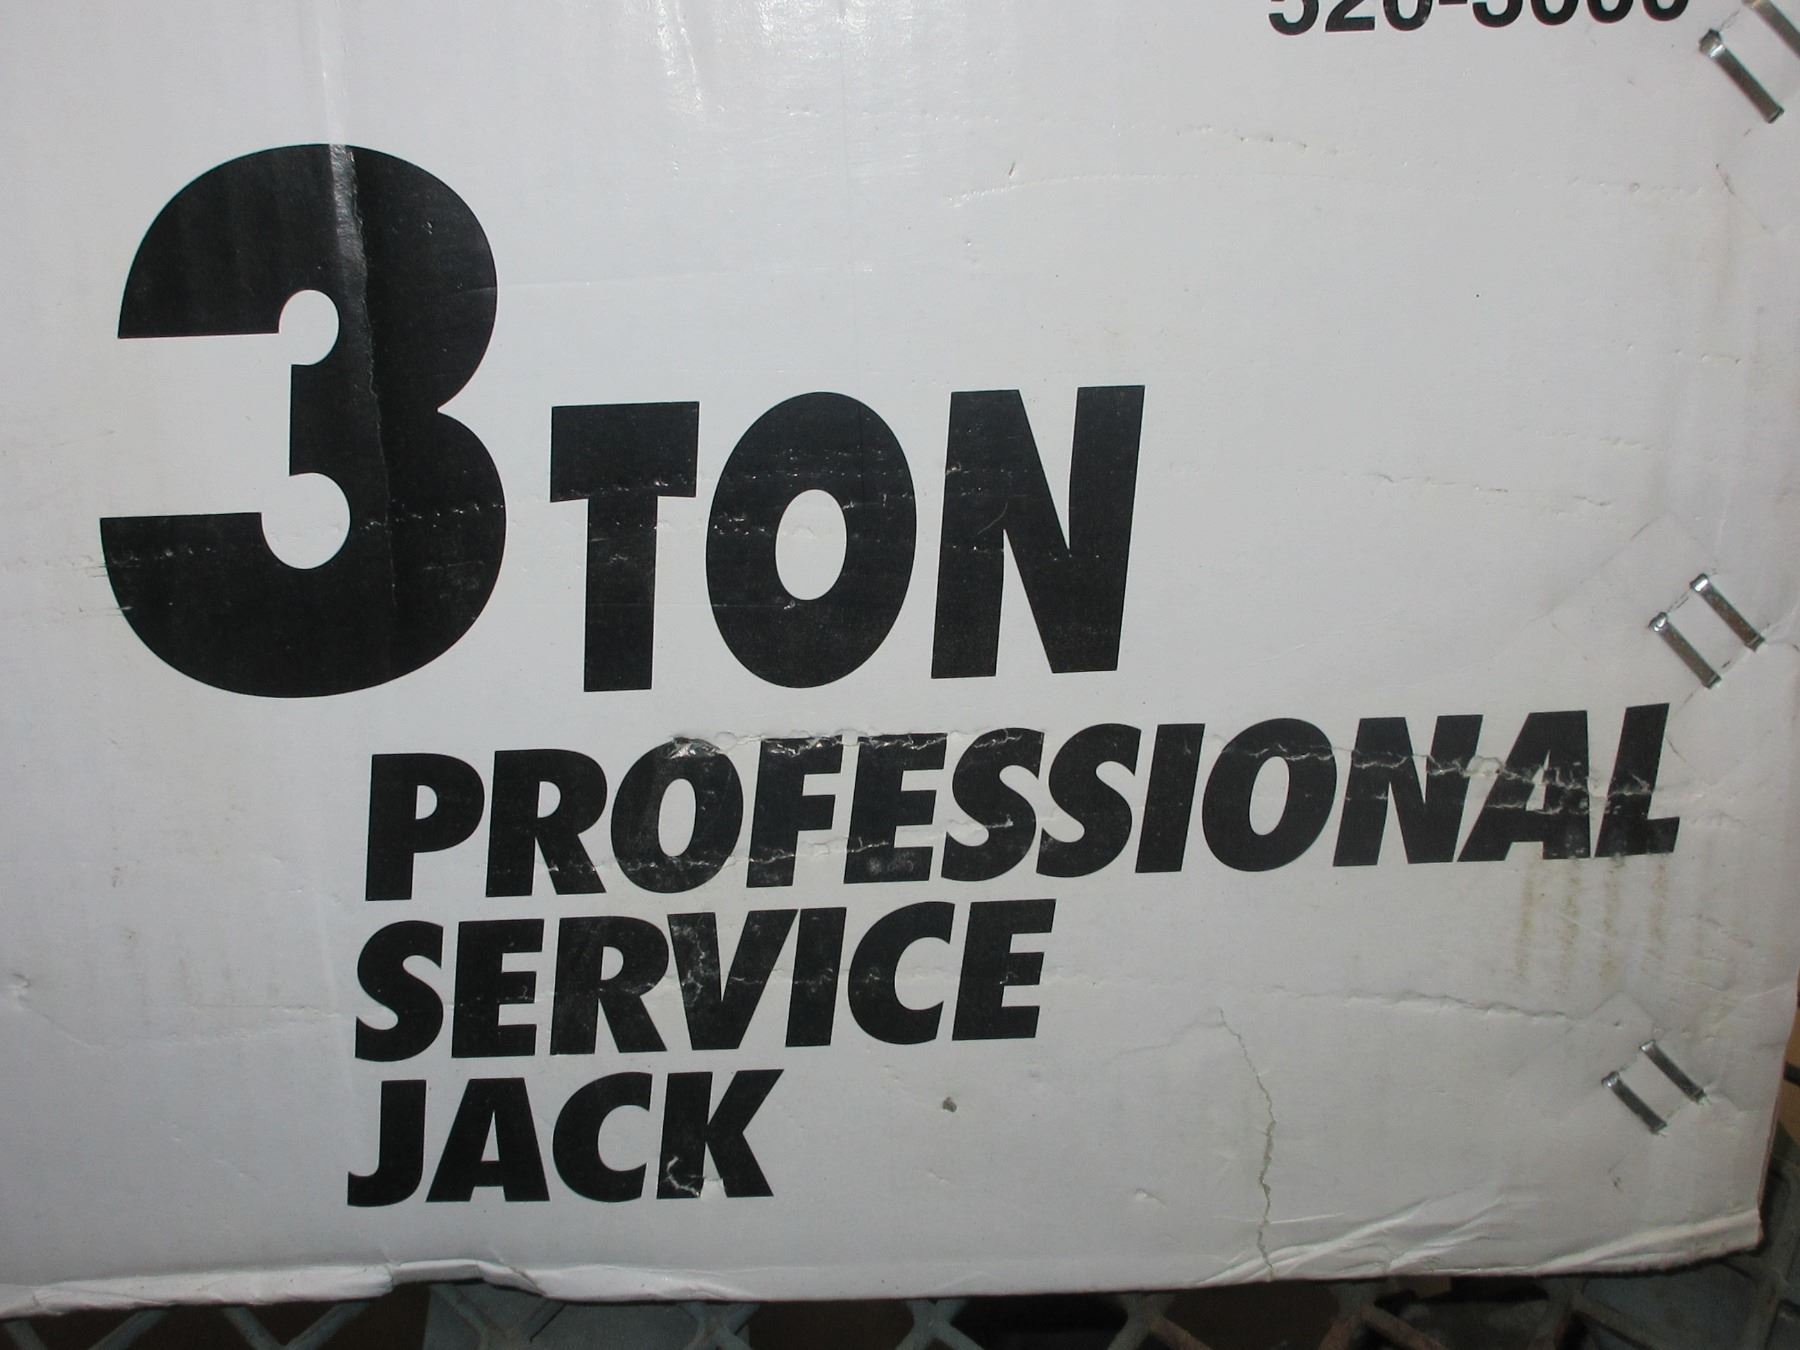 3 TON
PROFESSIONAL
SERVICE
JACK